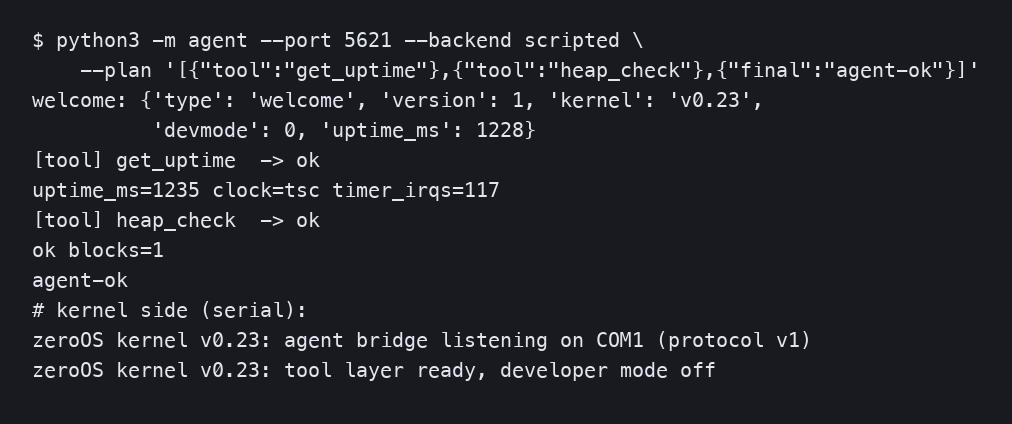 $ python3 -m agent --port 5621 --backend scripted \
    --plan '[{"tool":"get_uptime"},{"tool":"heap_check"},{"final":"agent-ok"}]'
welcome: {'type': 'welcome', 'version': 1, 'kernel': 'v0.23',
          'devmode': 0, 'uptime_ms': 1228}
[tool] get_uptime  -> ok
uptime_ms=1235 clock=tsc timer_irqs=117
[tool] heap_check  -> ok
ok blocks=1
agent-ok
# kernel side (serial):
zeroOS kernel v0.23: agent bridge listening on COM1 (protocol v1)
zeroOS kernel v0.23: tool layer ready, developer mode off